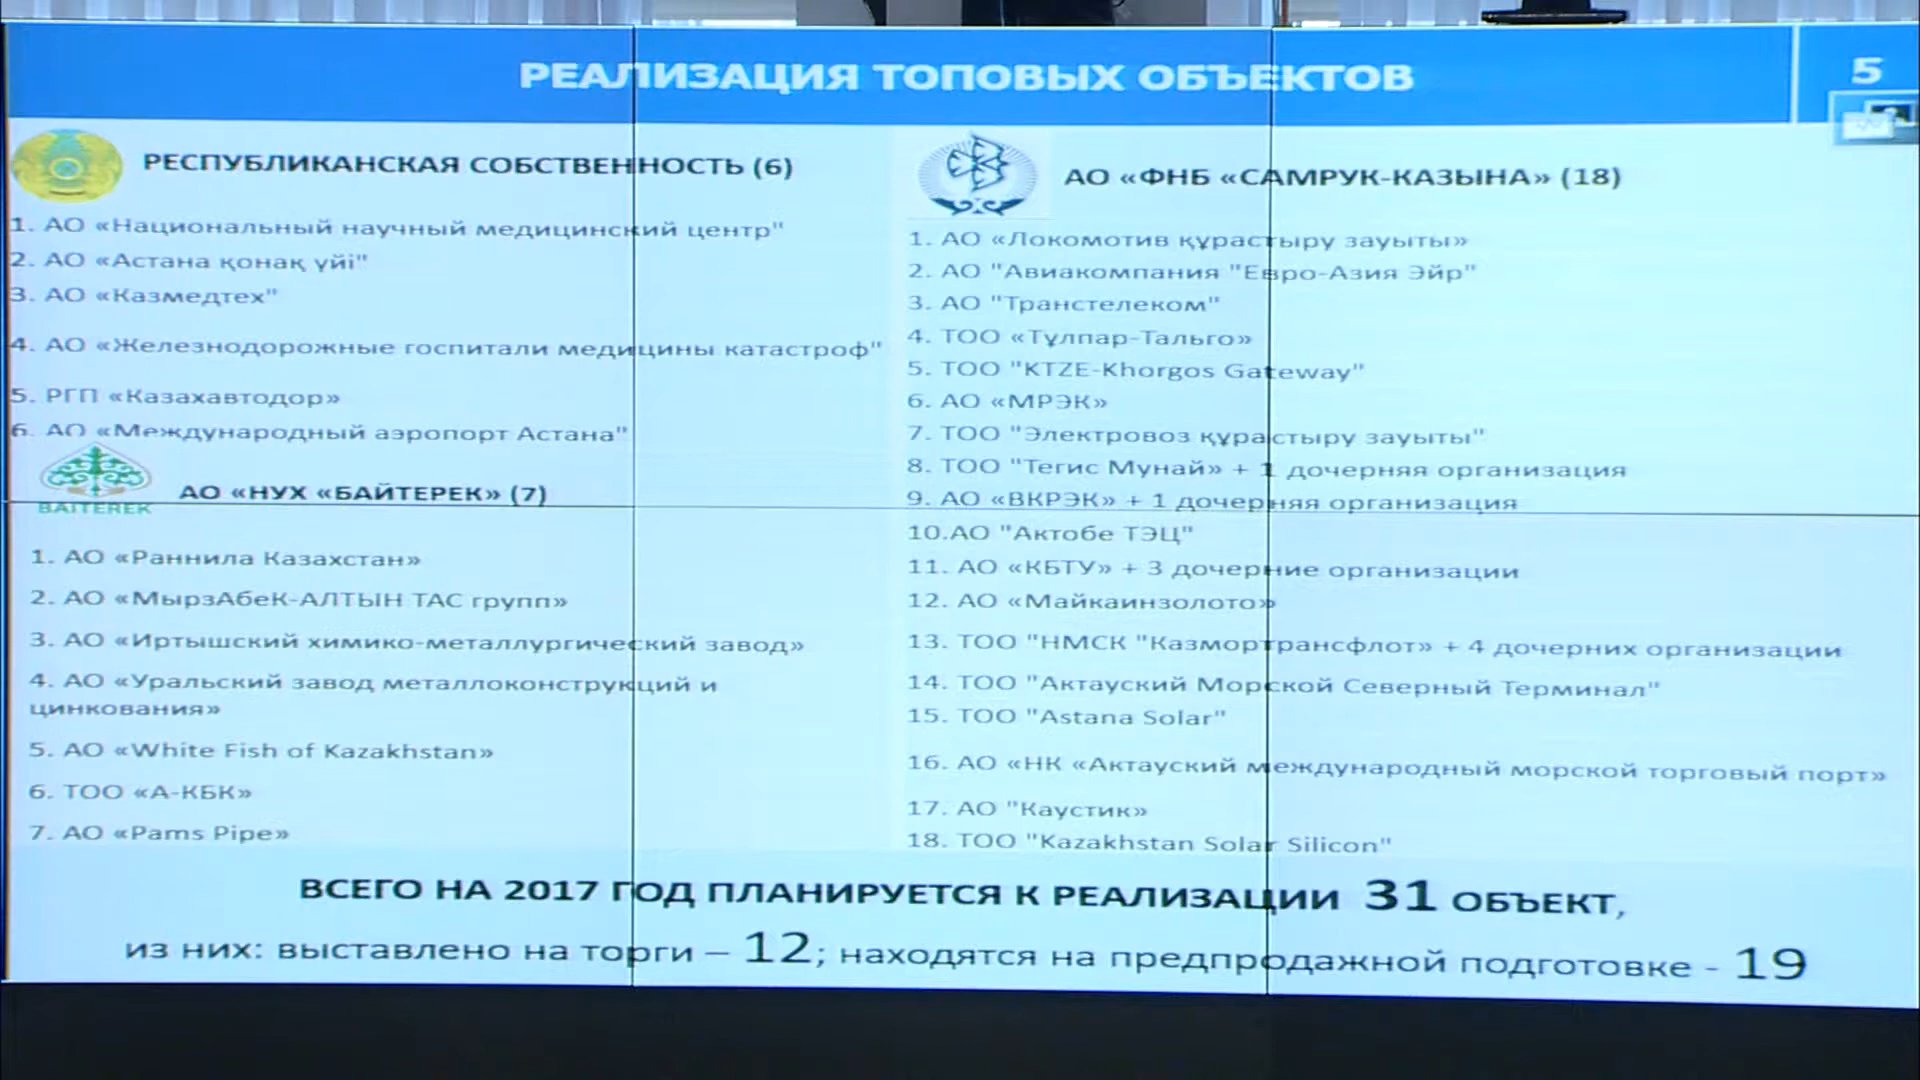 РЕАЛИЗАЦИЯ ТОПОВЫХ ОБЪЕКТОВ
5
РЕСПУБЛИКАНСКАЯ СОБСТВЕННОСТЬ (6)
1. АО «Национальный научный медицинский центр"
2. АО «Астана қонақ үйі"
3. АО «Казмедтех"
4. АО «Железнодорожные госпитали медицины катастроф"
5. РГП «Казахавтодор»
6. АО «Международный аэропорт Астана"
BAITEREK
АО «НУХ «БАЙТЕРЕК» (7)
1. АО «Раннила Казахстан»
2. АО «МырзАбеК-АЛТЫН ТАС групп»
3. АО «Иртышский химико-металлургический завод»
4. АО «Уральский завод металлоконструкций и
цинкования»
5. АО «White Fish of Kazakhstan»
6. ТОО «А-КБК»
7. АО «Pams Pipe»
АО «ФНБ «САМРУК-КАЗЫНА» (18)
1. АО «Локомотив құрастыру зауыты»
2. АО "Авиакомпания "Евро-Азия Эйр"
3. АО "Транстелеком"
4. ТОО «Тұлпар-Тальго»
5. ТОО "KTZE-Khorgos Gateway"
6. АО «МРЭК»
7. ТОО "Электровоз құрастыру зауыты"
8. ТОО "Тегис Мунай» + 1 дочерняя организация
9. АО «ВКРЭК» + 1 дочерняя организация
10.АО "Актобе ТЭЦ"
11. АО «КБТУ» + 3 дочерние организации
12. АО «Майкаинзолото»
13. ТОО "НМСК "Казмортрансфлот» + 4 дочерних организации
14. ТОО "Актауский Морской Северный Терминал"
15. ТОО "Astana Solar"
16. АО «НК «Актауский международный морской торговый порт»
17. АО "Каустик»
18. ТОО "Kazakhstan Solar Silicon"
ВСЕГО НА 2017 ГОД ПЛАНИРУЕТСЯ К РЕАЛИЗАЦИИ 31 ОБЪЕКТ,
из них: выставлено на торги – 12; находятся на предпродажной подготовке - 19